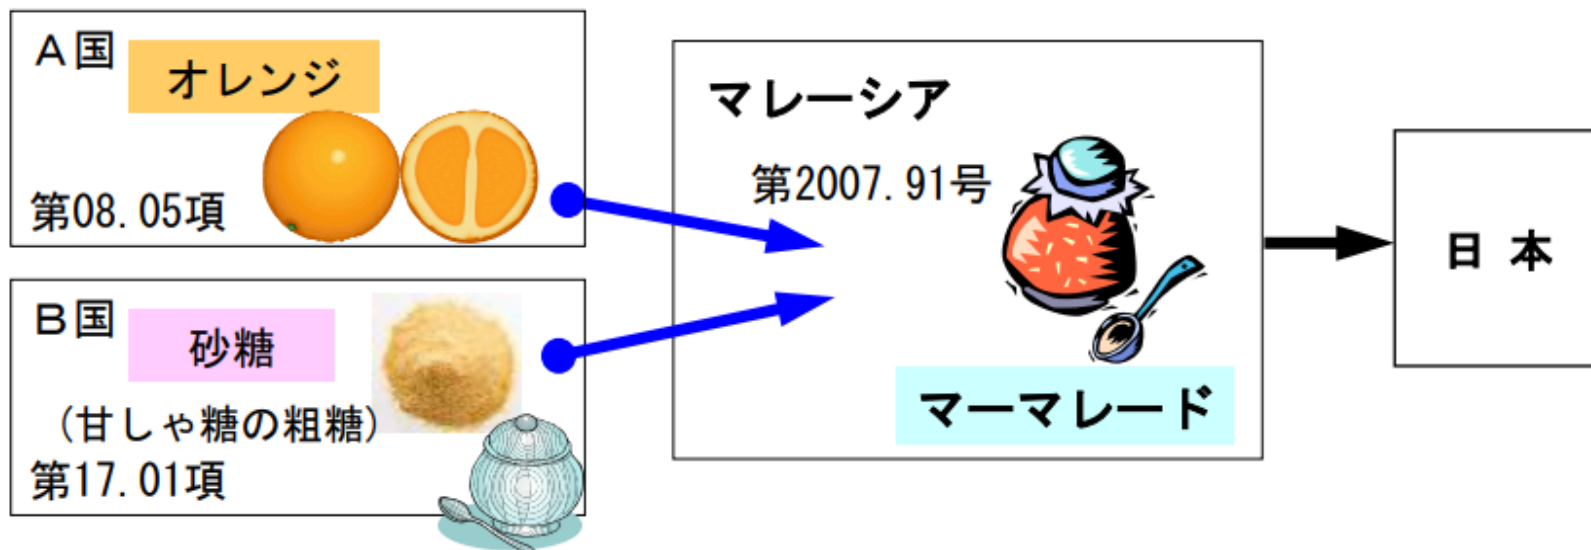 A国
オレンジ
第08.05項
B国
砂糖
(甘しゃ糖の粗糖)
第17.01項
マレーシア
第2007.91号
マーマレード
日本